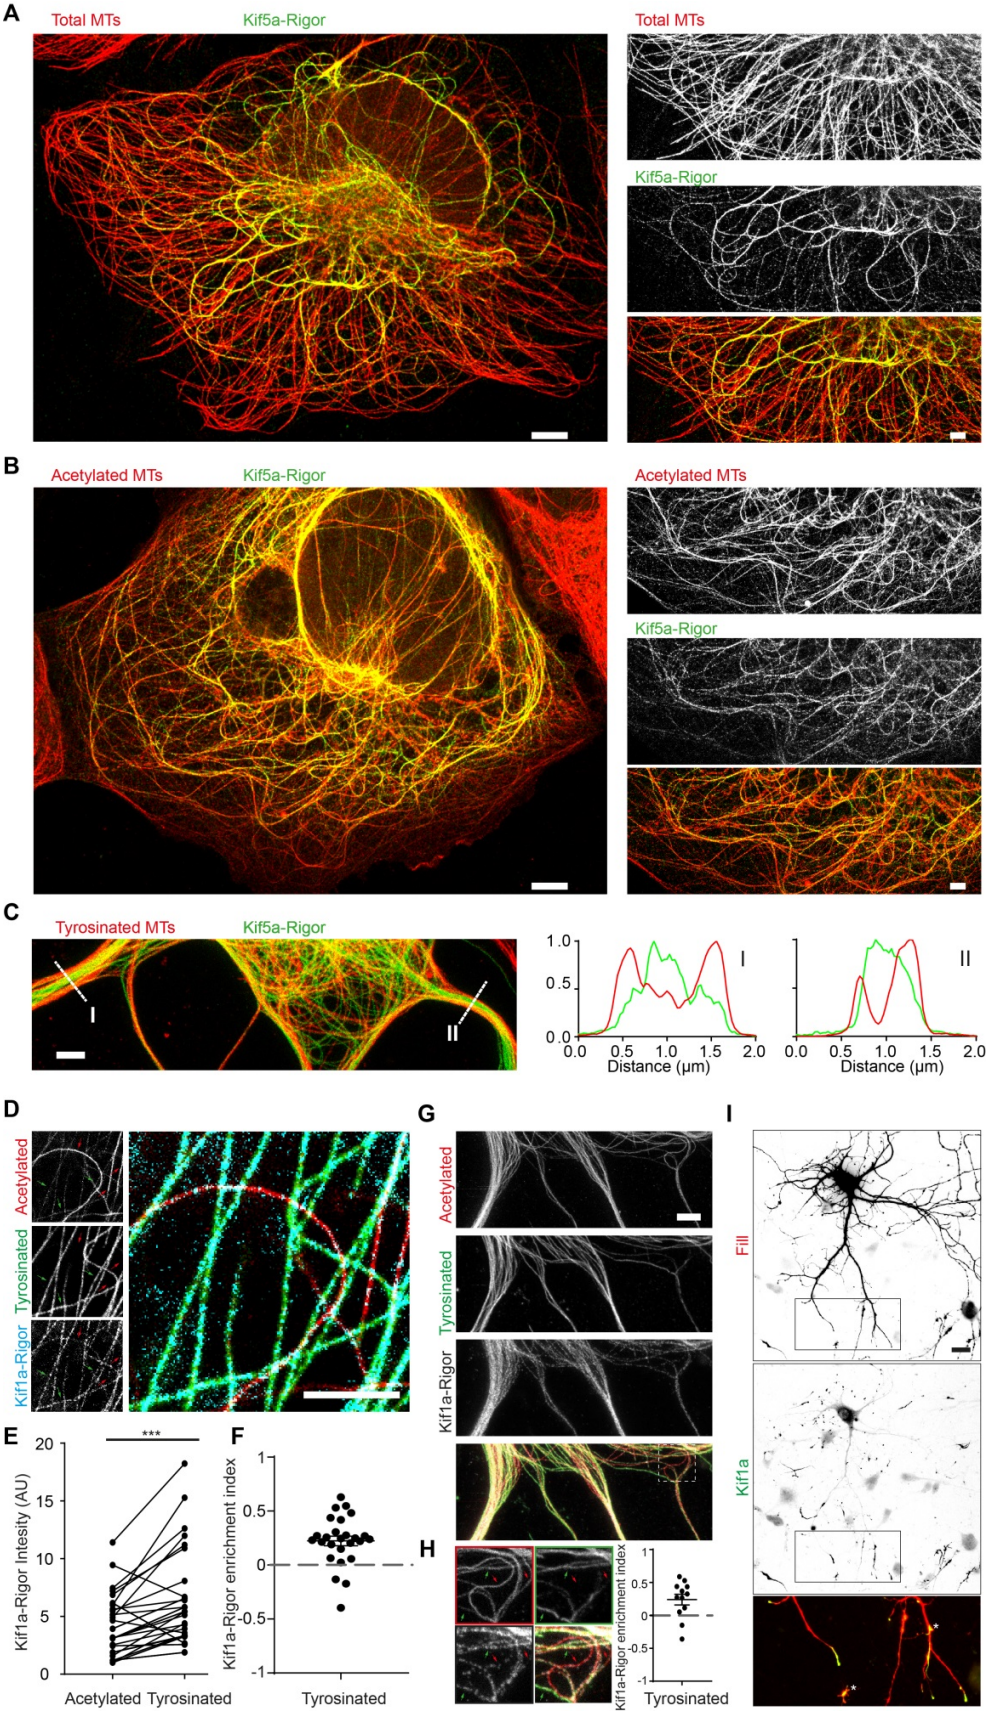 A
Total MTs Kif5a-Rigor
Total MTs
Kif5a-Rigor
B
Acetylated MTs Kif5a-Rigor
Acetylated MTs
Kif5a-Rigor
C
Tyrosinated MTs Kif5a-Rigor
I
II
1.0
0.5
0.0
I
0.0 0.5 1.0 1.5 2.0
Distance (µm)
II
0.0 0.5 1.0 1.5 2.0
Distance (µm)
D
Acetylated
Tyrosinated
Kif1a-Rigor
E
Kif1a-Rigor Intesity (AU)
20
15
10
5
0
***
Acetylated Tyrosinated
F
Kif1a-Rigor enrichment index
1
0.5
0
-0.5
-1
Tyrosinated
G
Acetylated
Tyrosinated
Kif1a-Rigor
H
Kif1a-Rigor enrichment index
1
0.5
0
-0.5
-1
Tyrosinated
I
Fill
Kif1a
*
*